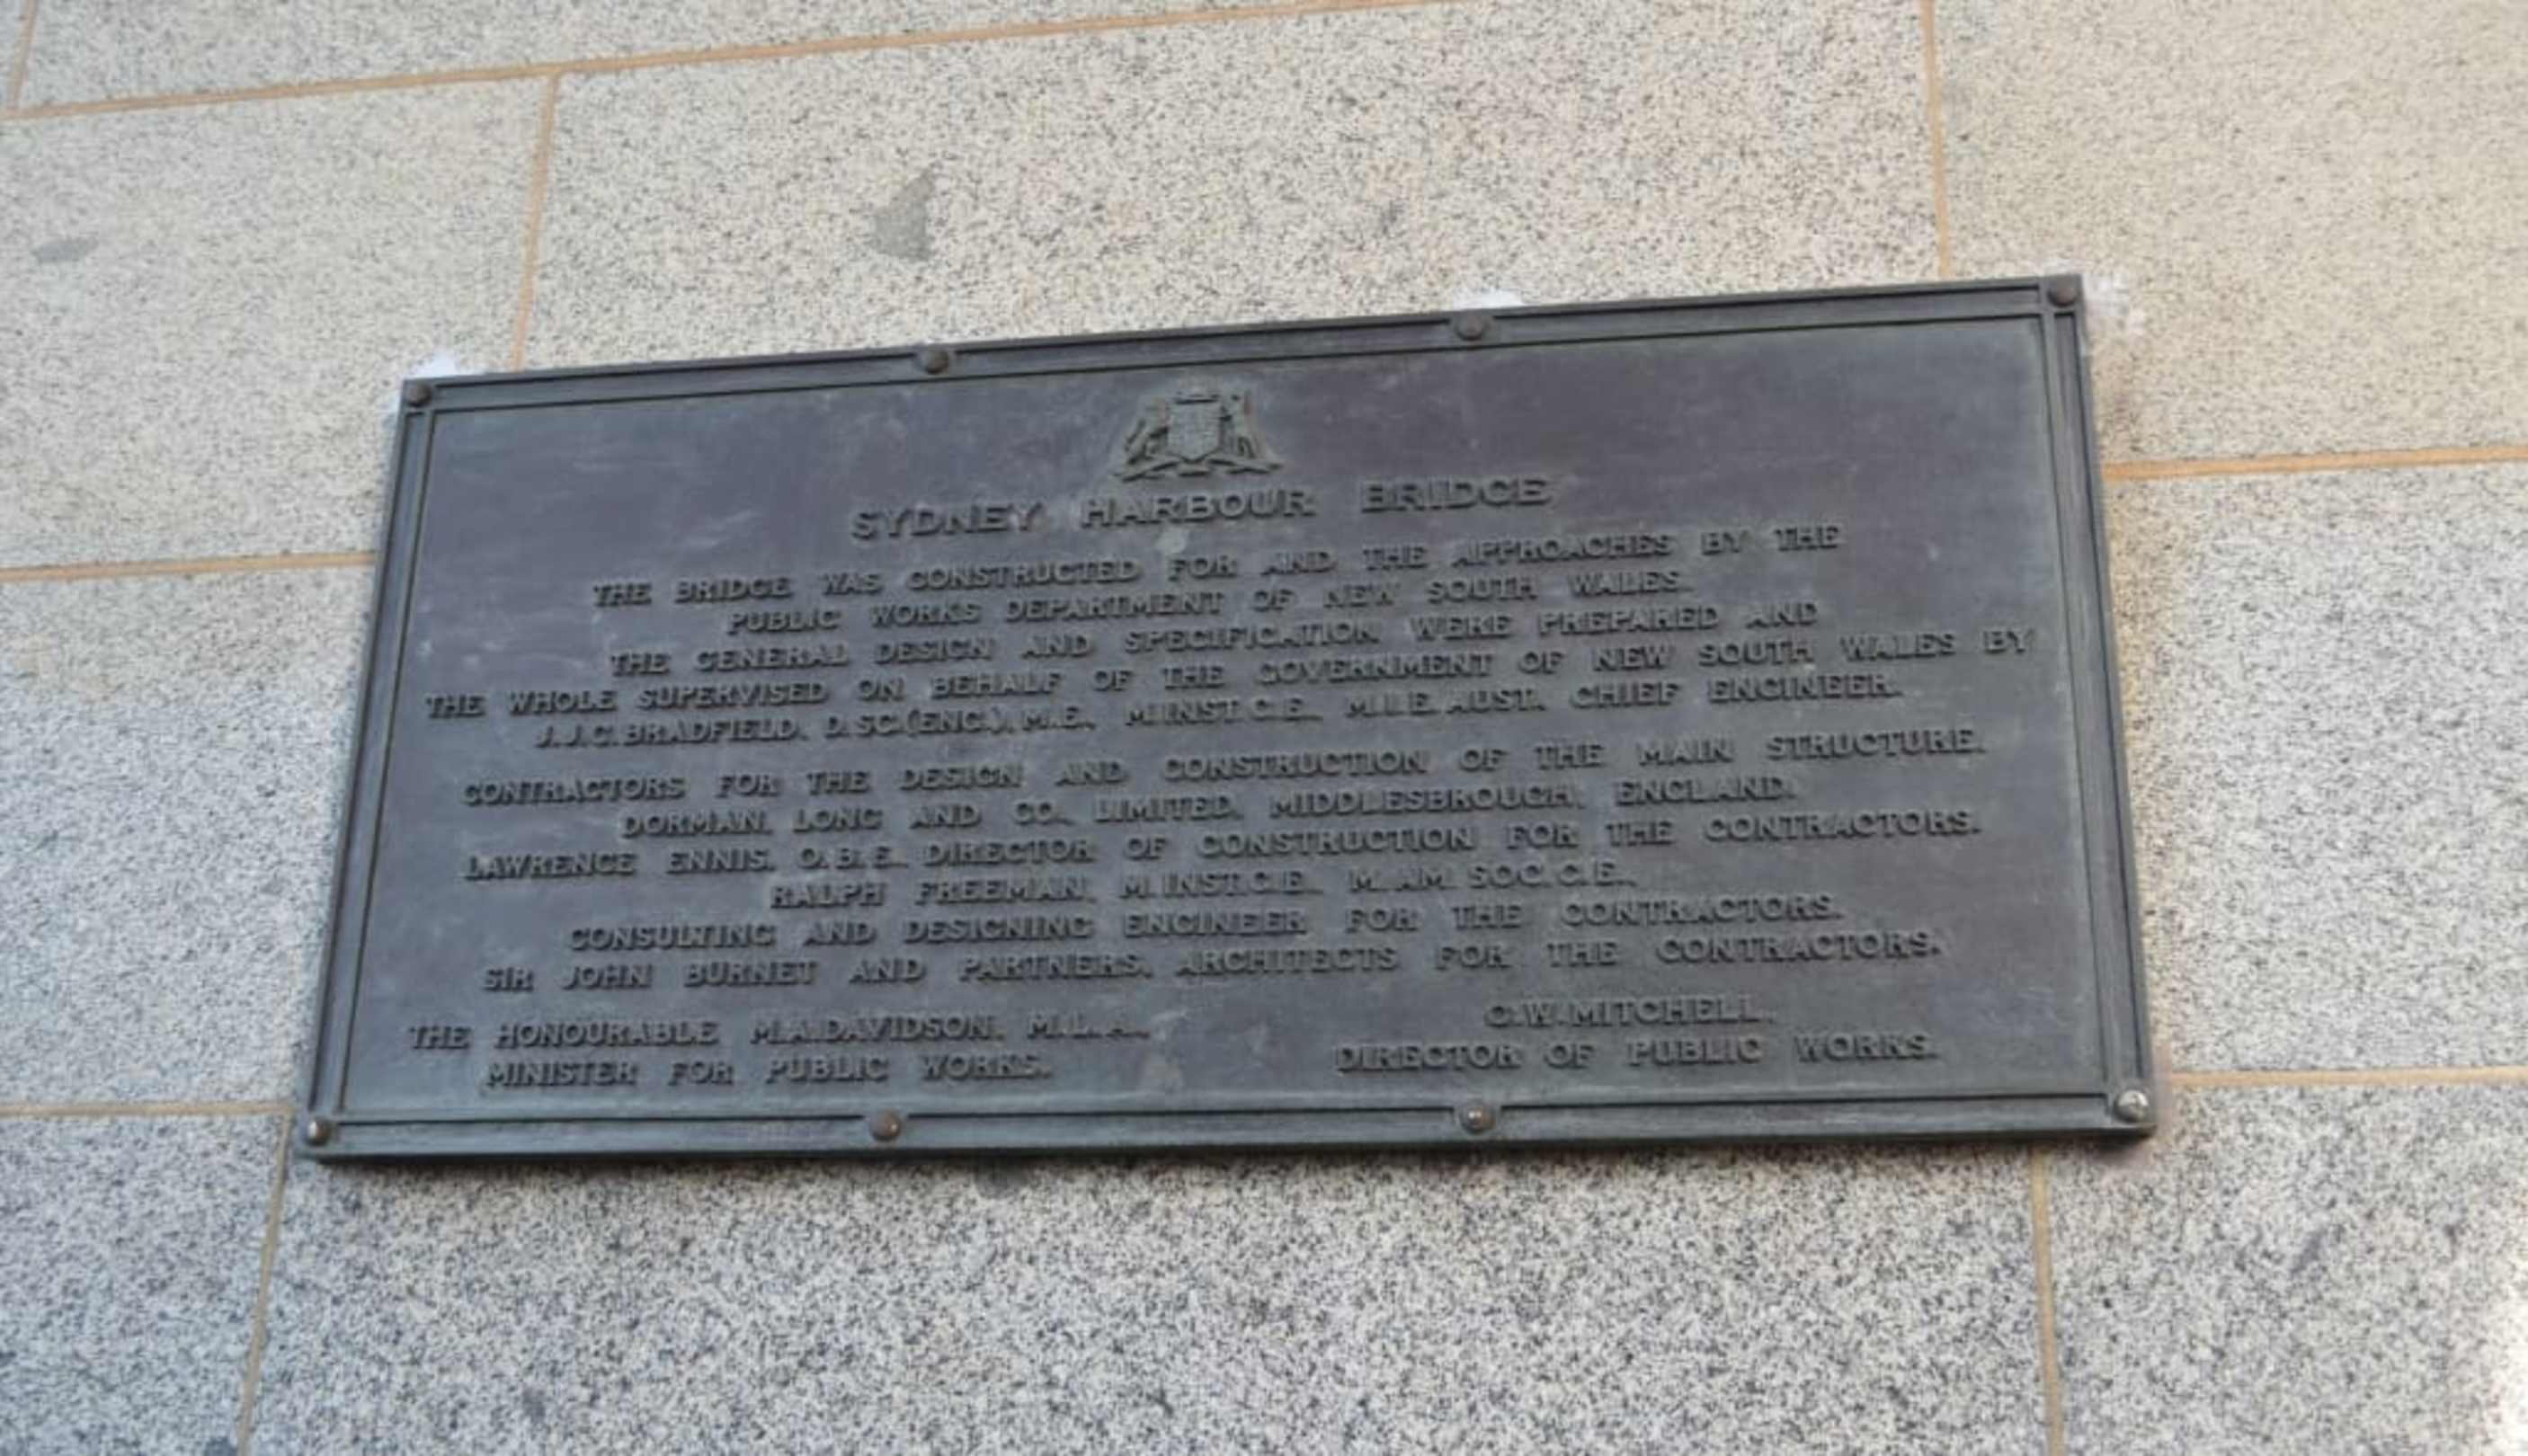 SYDNEY HARBOUR BRIDGE
THE BRIDGE WAS CONSTRUCTED FOR AND THE APPROACHES BY THE
PUBLIC WORKS DEPARTMENT OF NEW SOUTH WALES.
THE GENERAL DESIGN AND SPECIFICATION WERE PREPARED AND
THE WHOLE SUPERVISED ON BEHALF OF THE GOVERNMENT OF NEW SOUTH WALES BY
J.J.C. BRADFIELD, D.SC.(ENG.), M.E., M.INST.C.E., M.I.E.AUST., CHIEF ENGINEER.
CONTRACTORS FOR THE DESIGN AND CONSTRUCTION OF THE MAIN STRUCTURE,
DORMAN, LONG AND CO., LIMITED, MIDDLESBROUGH, ENGLAND.
LAWRENCE ENNIS, O.B.E., DIRECTOR OF CONSTRUCTION FOR THE CONTRACTORS.
RALPH FREEMAN, M.INST.C.E., M.AM.SOC.C.E.,
CONSULTING AND DESIGNING ENGINEER FOR THE CONTRACTORS.
SIR JOHN BURNET AND PARTNERS, ARCHITECTS FOR THE CONTRACTORS.
THE HONOURABLE M.A.DAVIDSON, M.L.A.,
MINISTER FOR PUBLIC WORKS.
C.W.MITCHELL,
DIRECTOR OF PUBLIC WORKS.